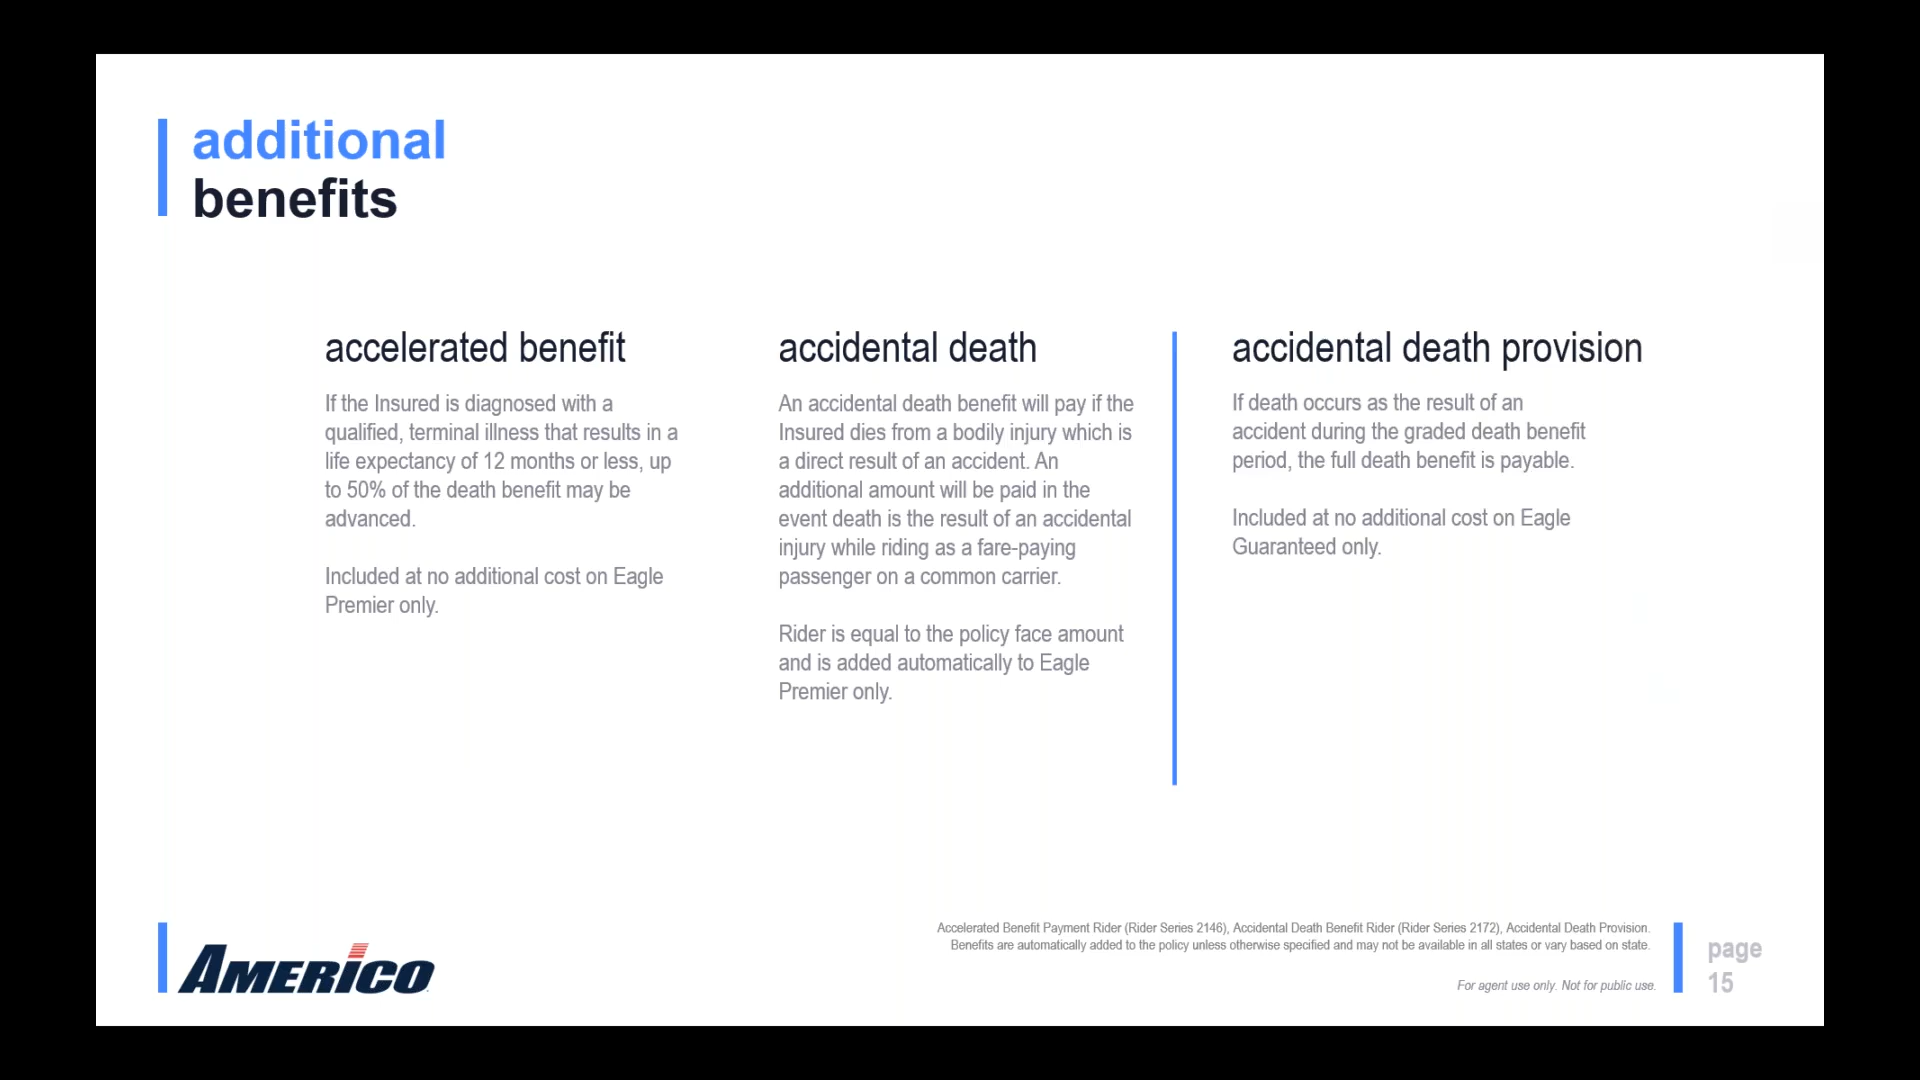 additional
benefits
accelerated benefit
If the Insured is diagnosed with a
qualified, terminal illness that results in a
life expectancy of 12 months or less, up
to 50% of the death benefit may be
advanced.
Included at no additional cost on Eagle
Premier only.
accidental death
An accidental death benefit will pay if the
Insured dies from a bodily injury which is
a direct result of an accident. An
additional amount will be paid in the
event death is the result of an accidental
injury while riding as a fare-paying
passenger on a common carrier.
Rider is equal to the policy face amount
and is added automatically to Eagle
Premier only.
accidental death provision
If death occurs as the result of an
accident during the graded death benefit
period, the full death benefit is payable.
Included at no additional cost on Eagle
Guaranteed only.
AMERICO
Accelerated Benefit Payment Rider (Rider Series 2146), Accidental Death Benefit Rider (Rider Series 2172), Accidental Death Provision.
Benefits are automatically added to the policy unless otherwise specified and may not be available in all states or vary based on state.
For agent use only. Not for public use.
page
15